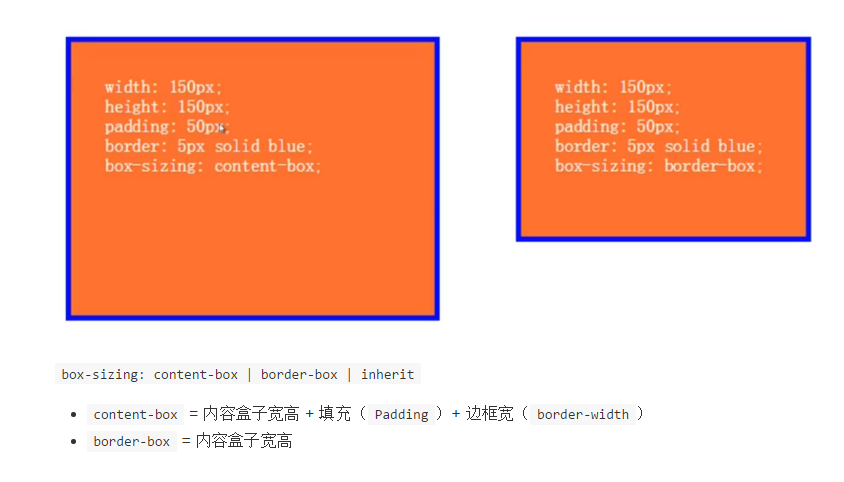 width: 150px;
height: 150px;
padding: 50px;
border: 5px solid blue;
box-sizing: content-box;
width: 150px;
height: 150px;
padding: 50px;
border: 5px solid blue;
box-sizing: border-box;
box-sizing: content-box | border-box | inherit
content-box = 内容盒子宽高 + 填充（Padding）+ 边框宽（border-width）
border-box = 内容盒子宽高